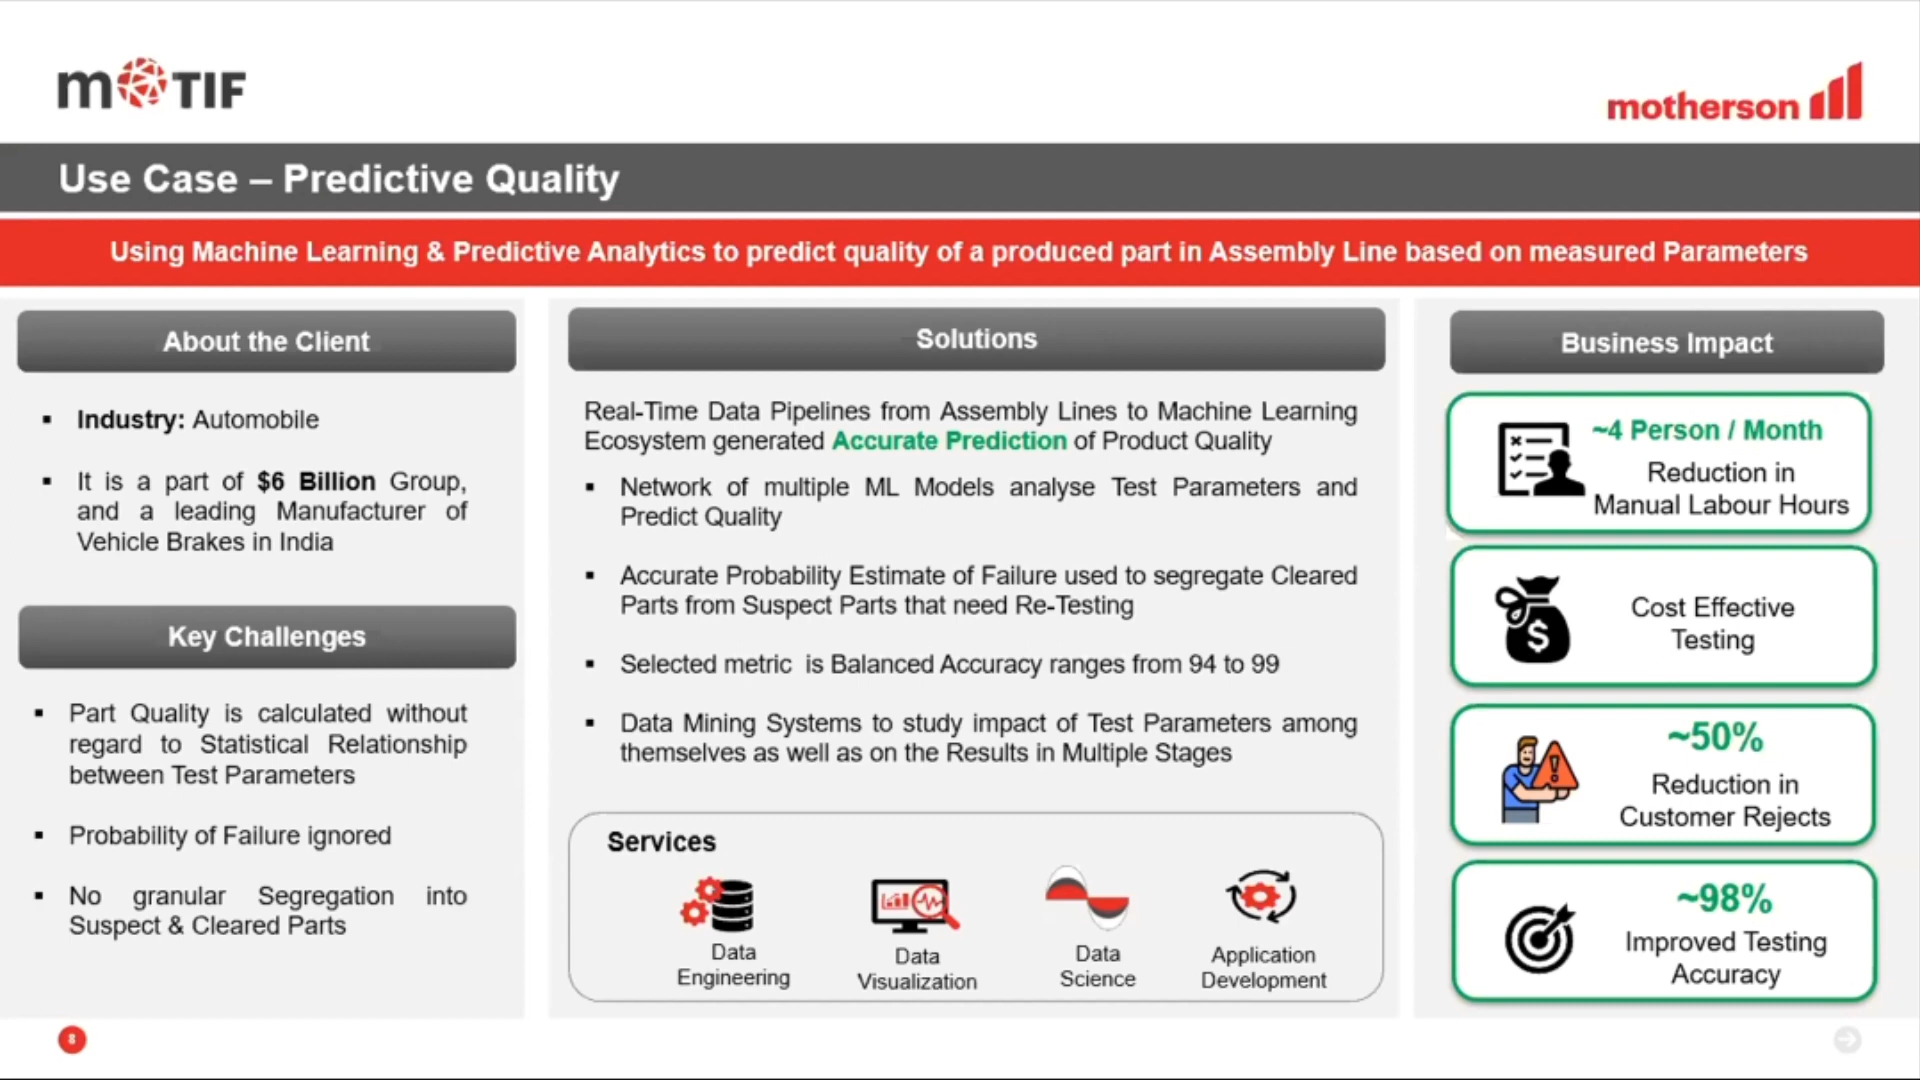 mOTIF
motherson
Use Case – Predictive Quality
Using Machine Learning & Predictive Analytics to predict quality of a produced part in Assembly Line based on measured Parameters
About the Client
▪ Industry: Automobile
▪ It is a part of $6 Billion Group,
and a leading Manufacturer of
Vehicle Brakes in India
Key Challenges
▪ Part Quality is calculated without
regard to Statistical Relationship
between Test Parameters
▪ Probability of Failure ignored
▪ No granular Segregation into
Suspect & Cleared Parts
Solutions
Real-Time Data Pipelines from Assembly Lines to Machine Learning
Ecosystem generated Accurate Prediction of Product Quality
▪ Network of multiple ML Models analyse Test Parameters and
Predict Quality
▪ Accurate Probability Estimate of Failure used to segregate Cleared
Parts from Suspect Parts that need Re-Testing
▪ Selected metric is Balanced Accuracy ranges from 94 to 99
▪ Data Mining Systems to study impact of Test Parameters among
themselves as well as on the Results in Multiple Stages
Services
Data
Engineering
Data
Visualization
Data
Science
Application
Development
Business Impact
~4 Person / Month
Reduction in
Manual Labour Hours
$
Cost Effective
Testing
~50%
Reduction in
Customer Rejects
~98%
Improved Testing
Accuracy
8